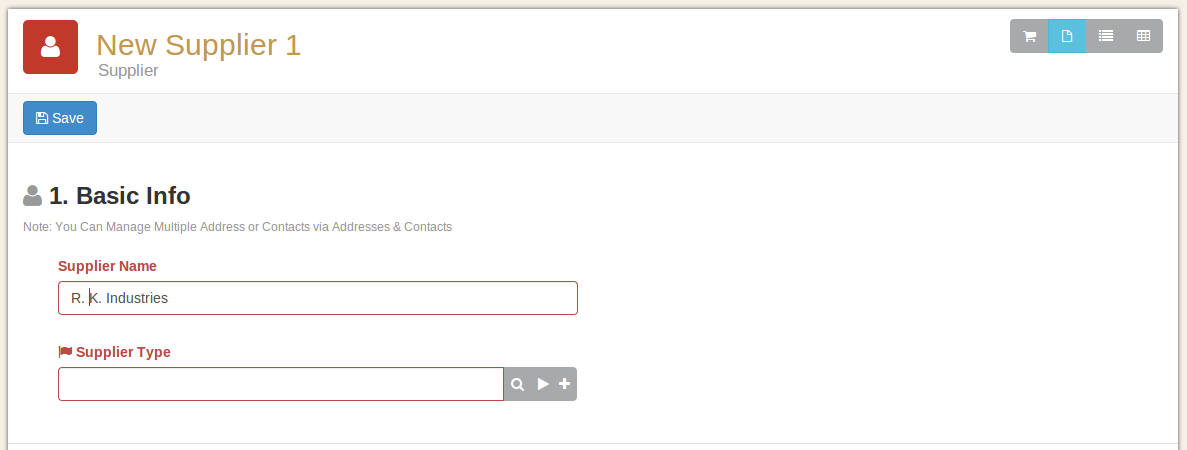 New Supplier 1
Supplier
Save
1. Basic Info
Note: You Can Manage Multiple Address or Contacts via Addresses & Contacts
Supplier Name
R. K. Industries
Supplier Type